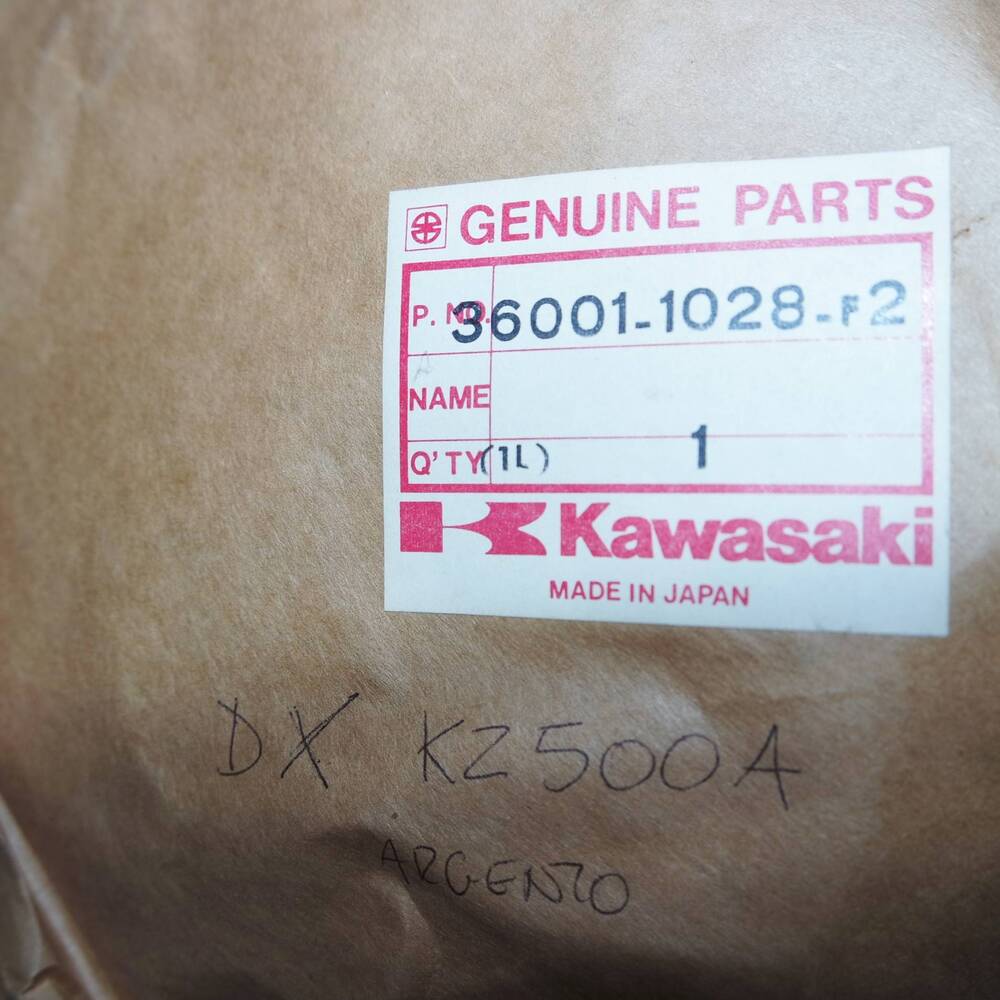 GENUINE PARTS
P. NO. 36001-1028-F2
NAME
Q'TY (1L) 1
Kawasaki
MADE IN JAPAN
DX KZ500A
ARGENTO